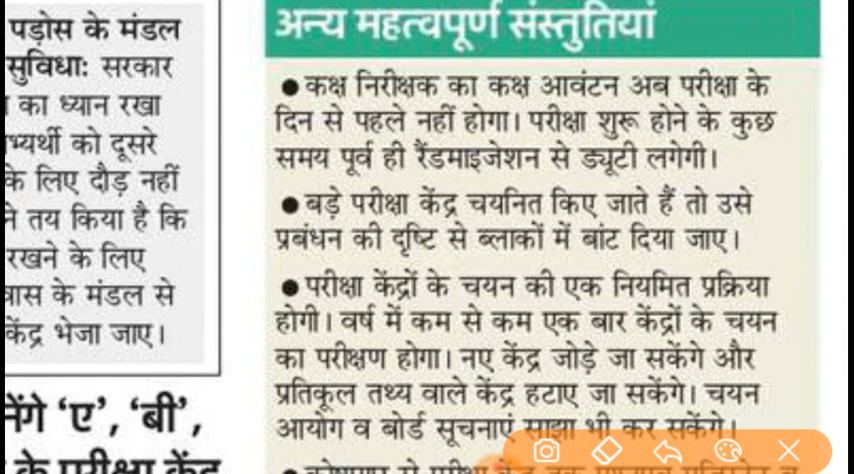 पड़ोस के मंडल
सुविधाः सरकार
का ध्यान रखा
भ्यर्थी को दूसरे
के लिए दौड़ नहीं
ने तय किया है कि
रखने के लिए
वास के मंडल से
केंद्र भेजा जाए।
नेंगे ‘ए’, ‘बी’,
के परीक्षा केंद्र
अन्य महत्वपूर्ण संस्तुतियां
● कक्ष निरीक्षक का कक्ष आवंटन अब परीक्षा के
दिन से पहले नहीं होगा। परीक्षा शुरू होने के कुछ
समय पूर्व ही रैंडमाइजेशन से ड्यूटी लगेगी।
● बड़े परीक्षा केंद्र चयनित किए जाते हैं तो उसे
प्रबंधन की दृष्टि से ब्लाकों में बांट दिया जाए।
● परीक्षा केंद्रों के चयन की एक नियमित प्रक्रिया
होगी। वर्ष में कम से कम एक बार केंद्रों के चयन
का परीक्षण होगा। नए केंद्र जोड़े जा सकेंगे और
प्रतिकूल तथ्य वाले केंद्र हटाए जा सकेंगे। चयन
आयोग व बोर्ड सूचनाएं साझा भी कर सकेंगे।